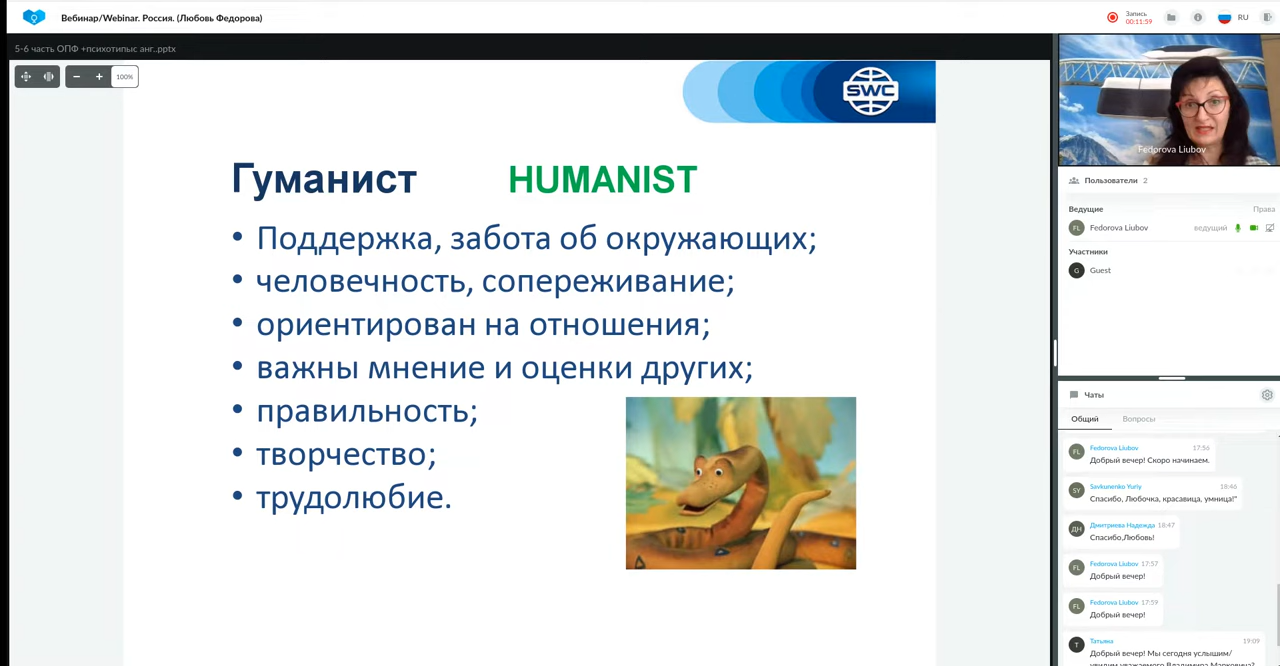 Вебинар/Webinar. Россия. (Любовь Федорова)
Запись
00:11:59
RU
5-6 часть ОПФ +психотипыс анг..pptx
100%
SWC
Гуманист HUMANIST
• Поддержка, забота об окружающих;
• человечность, сопереживание;
• ориентирован на отношения;
• важны мнение и оценки других;
• правильность;
• творчество;
• трудолюбие.
Fedorova Liubov
Пользователи 2
Ведущие Права
FL Fedorova Liubov ведущий
Участники
G Guest
Чаты
Общий Вопросы
FL Fedorova Liubov 17:56
Добрый вечер! Скоро начинаем.
SY Savkunenko Yuriy 18:46
Спасибо, Любочка, красавица, умница!"
ДН Дмитриева Надежда 18:47
Спасибо,Любовь!
FL Fedorova Liubov 17:57
Добрый вечер!
FL Fedorova Liubov 17:59
Добрый вечер!
Т Татьяна 19:09
Добрый вечер! Мы сегодня услышим/
увидим уважаемого Владимира Марковича?